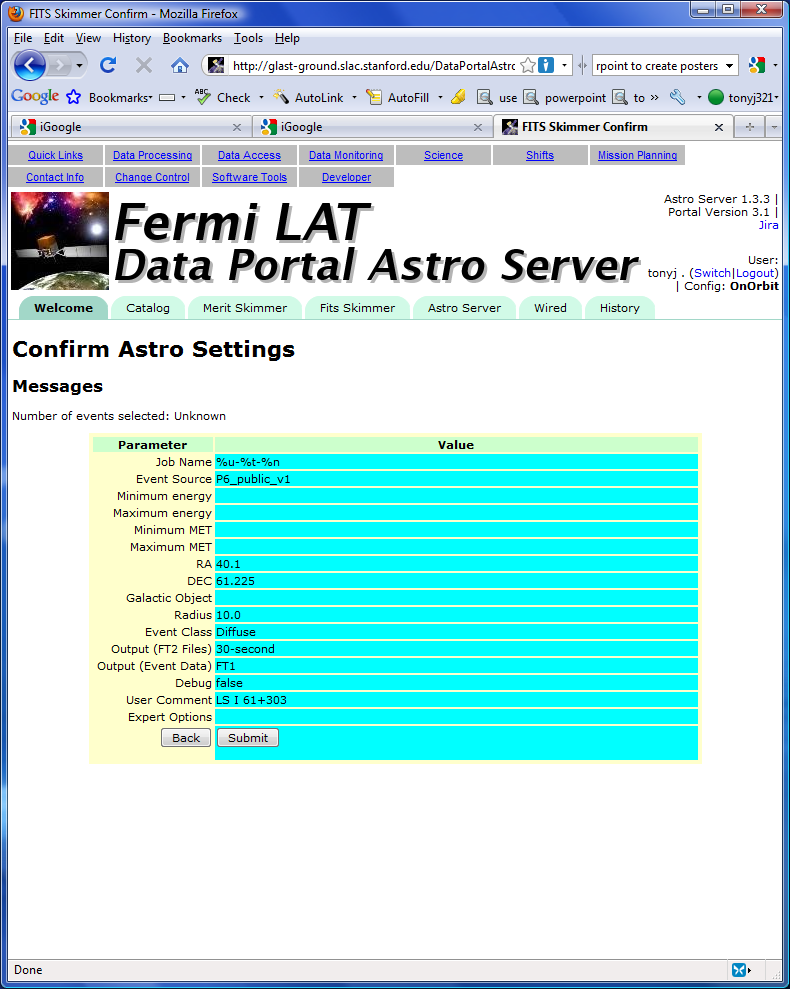 FITS Skimmer Confirm - Mozilla Firefox
File Edit View History Bookmarks Tools Help
http://glast-ground.slac.stanford.edu/DataPortalAstro rpoint to create posters
Google Bookmarks Check AutoLink AutoFill use powerpoint to » tonyj321
iGoogle iGoogle FITS Skimmer Confirm
Quick Links Data Processing Data Access Data Monitoring Science Shifts Mission Planning
Contact Info Change Control Software Tools Developer
Fermi LAT
Data Portal Astro Server
Astro Server 1.3.3 |
Portal Version 3.1 |
Jira
User:
tonyj . (Switch|Logout)
| Config: OnOrbit
Welcome Catalog Merit Skimmer Fits Skimmer Astro Server Wired History
Confirm Astro Settings
Messages
Number of events selected: Unknown
Parameter Value
Job Name %u-%t-%n
Event Source P6_public_v1
Minimum energy
Maximum energy
Minimum MET
Maximum MET
RA 40.1
DEC 61.225
Galactic Object
Radius 10.0
Event Class Diffuse
Output (FT2 Files) 30-second
Output (Event Data) FT1
Debug false
User Comment LS I 61+303
Expert Options
Back Submit
Done